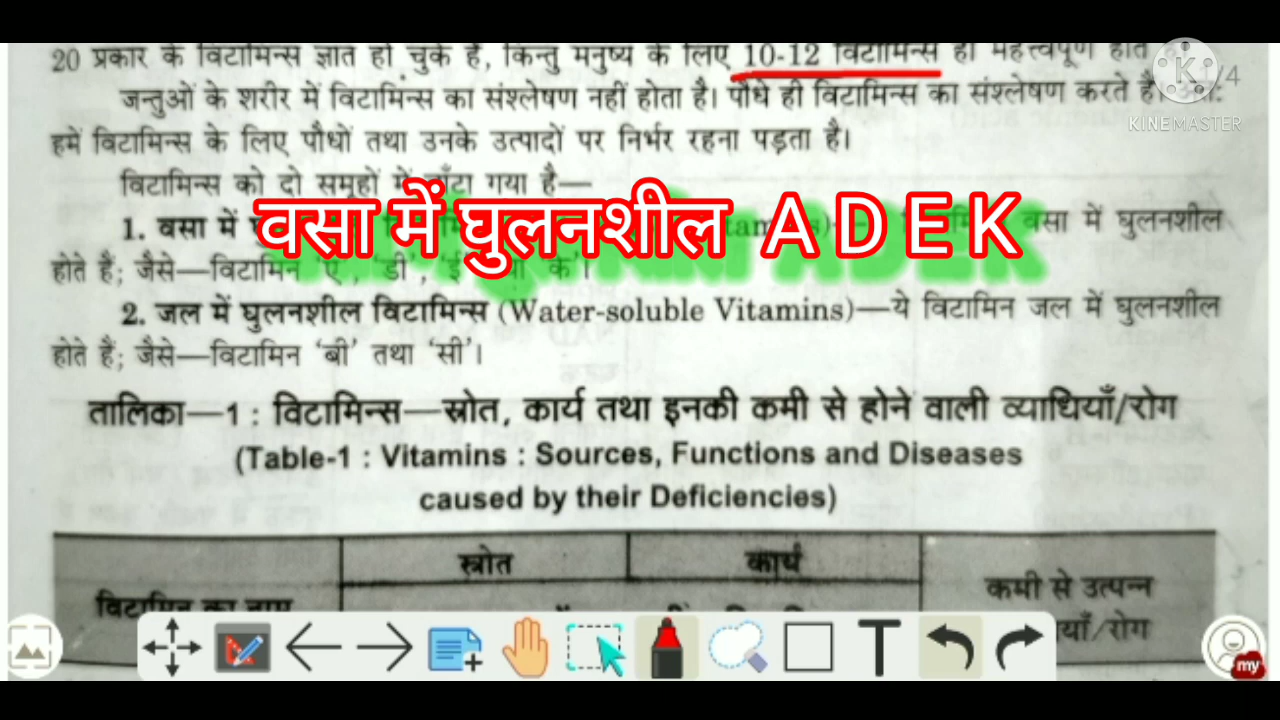 20 प्रकार के विटामिन्स ज्ञात हो चुके हैं, किन्तु मनुष्य के लिए 10-12 विटामिन्स ही महत्त्वपूर्ण होते
/4
KINEMASTER
जन्तुओं के शरीर में विटामिन्स का संश्लेषण नहीं होता है। पौधे ही विटामिन्स का संश्लेषण करते है।
हमें विटामिन्स के लिए पौधों तथा उनके उत्पादों पर निर्भर रहना पड़ता है।
विटामिन्स को दो समूहों में बाँटा गया है—
वसा में घुलनशील A D E K
1. वसा में वसा में घुलनशील
होते है; जैसे—विटामिन 'ए', 'डी',
2. जल में घुलनशील विटामिन्स (Water-soluble Vitamins)—ये विटामिन जल में घुलनशील
होते है; जैसे—विटामिन 'बी' तथा 'सी'।
तालिका—1 : विटामिन्स—स्रोत, कार्य तथा इनकी कमी से होने वाली व्याधियाँ/रोग
(Table-1 : Vitamins : Sources, Functions and Diseases
caused by their Deficiencies)
स्रोत कार्य
विटामिन का नाम कमी से उत्पन्न
याँ/रोग
T
my